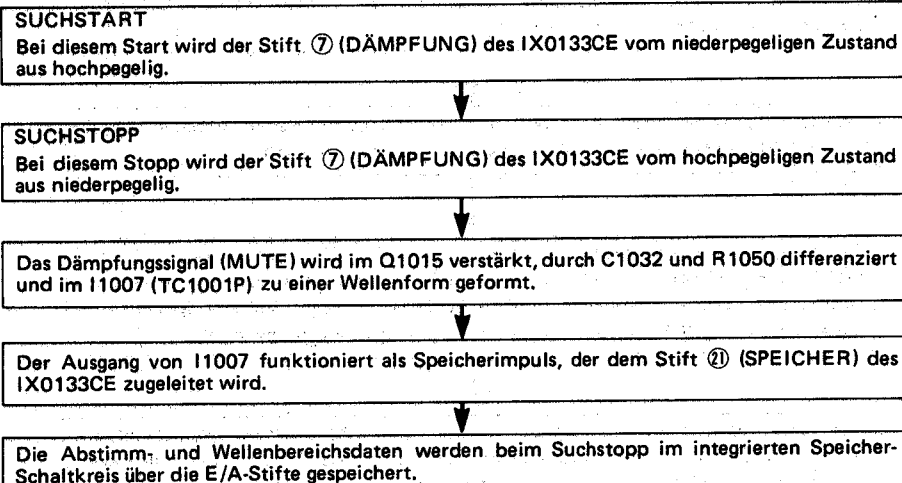 SUCHSTART
Bei diesem Start wird der Stift ⑦ (DÄMPFUNG) des IX0133CE vom niederpegeligen Zustand
aus hochpegelig.
SUCHSTOPP
Bei diesem Stopp wird der Stift ⑦ (DÄMPFUNG) des IX0133CE vom hochpegeligen Zustand
aus niederpegelig.
Das Dämpfungssignal (MUTE) wird im Q1015 verstärkt, durch C1032 und R1050 differenziert
und im I1007 (TC1001P) zu einer Wellenform geformt.
Der Ausgang von I1007 funktioniert als Speicherimpuls, der dem Stift ㉑ (SPEICHER) des
IX0133CE zugeleitet wird.
Die Abstimm- und Wellenbereichsdaten werden beim Suchstopp im integrierten Speicher-
Schaltkreis über die E/A-Stifte gespeichert.